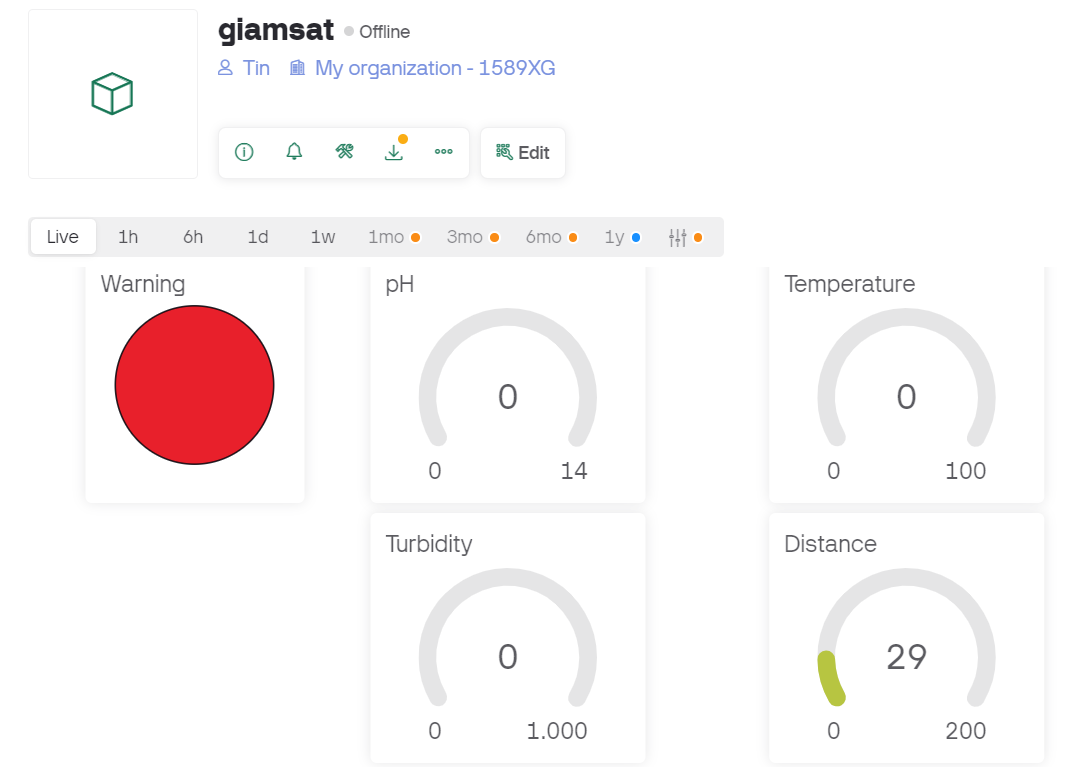 giamsat Offline
Tin My organization - 1589XG
Edit
Live 1h 6h 1d 1w 1mo 3mo 6mo 1y
Warning pH Temperature
0 0
0 14 0 100
Turbidity Distance
0 29
0 1.000 0 200